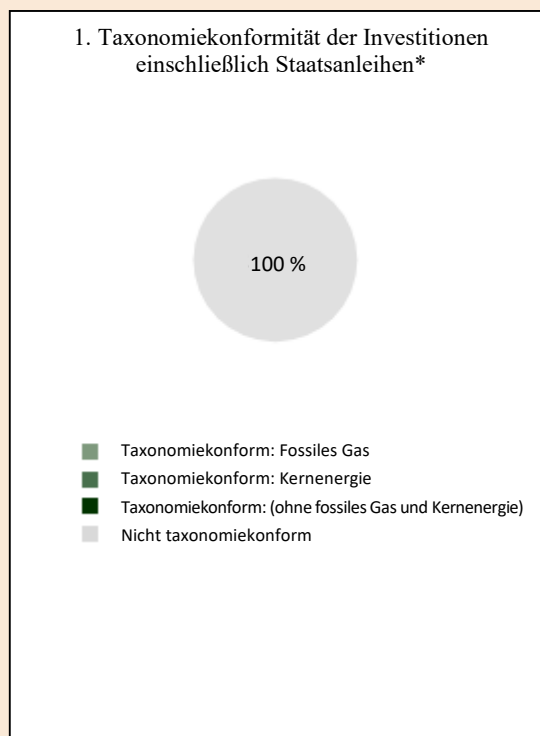 1. Taxonomiekonformität der Investitionen
einschließlich Staatsanleihen*
100 %
Taxonomiekonform: Fossiles Gas
Taxonomiekonform: Kernenergie
Taxonomiekonform: (ohne fossiles Gas und Kernenergie)
Nicht taxonomiekonform